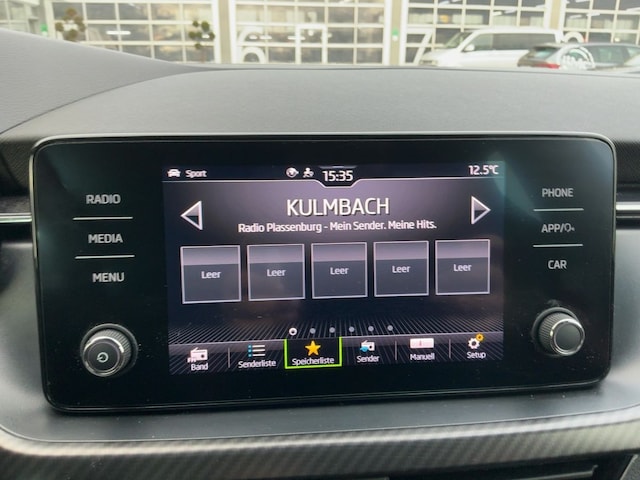 Sport
15:35
12.5°C
RADIO
PHONE
KULMBACH
Radio Plassenburg - Mein Sender. Meine Hits.
MEDIA
APP/
MENU
CAR
Leer
Leer
Leer
Leer
Leer
Band
Senderliste
Speicherliste
Sender
Manuell
Setup